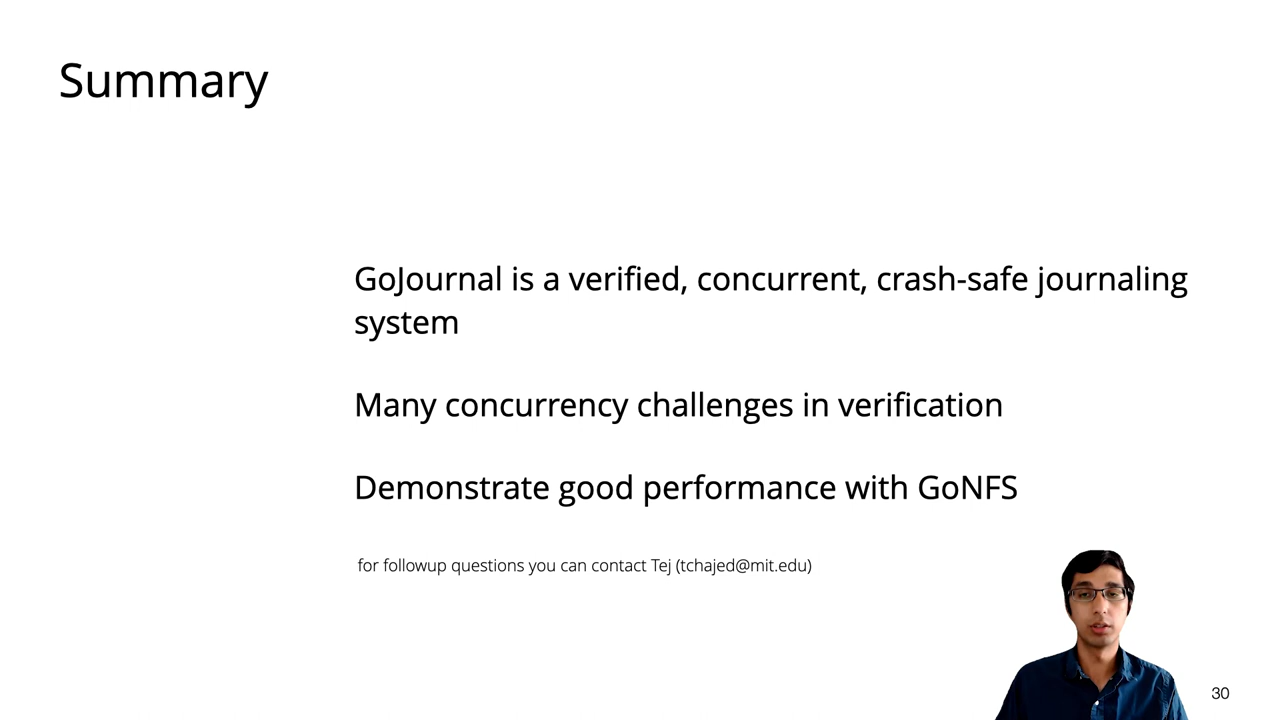 Summary
GoJournal is a verified, concurrent, crash-safe journaling
system
Many concurrency challenges in verification
Demonstrate good performance with GoNFS
for followup questions you can contact Tej (tchajed@mit.edu)
30